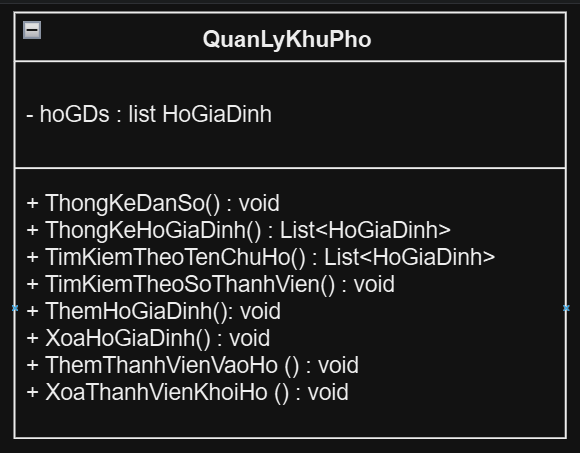 QuanLyKhuPho
- hoGDs : list HoGiaDinh
+ ThongKeDanSo() : void
+ ThongKeHoGiaDinh() : List<HoGiaDinh>
+ TimKiemTheoTenChuHo() : List<HoGiaDinh>
+ TimKiemTheoSoThanhVien() : void
+ ThemHoGiaDinh(): void
+ XoaHoGiaDinh() : void
+ ThemThanhVienVaoHo () : void
+ XoaThanhVienKhoiHo () : void